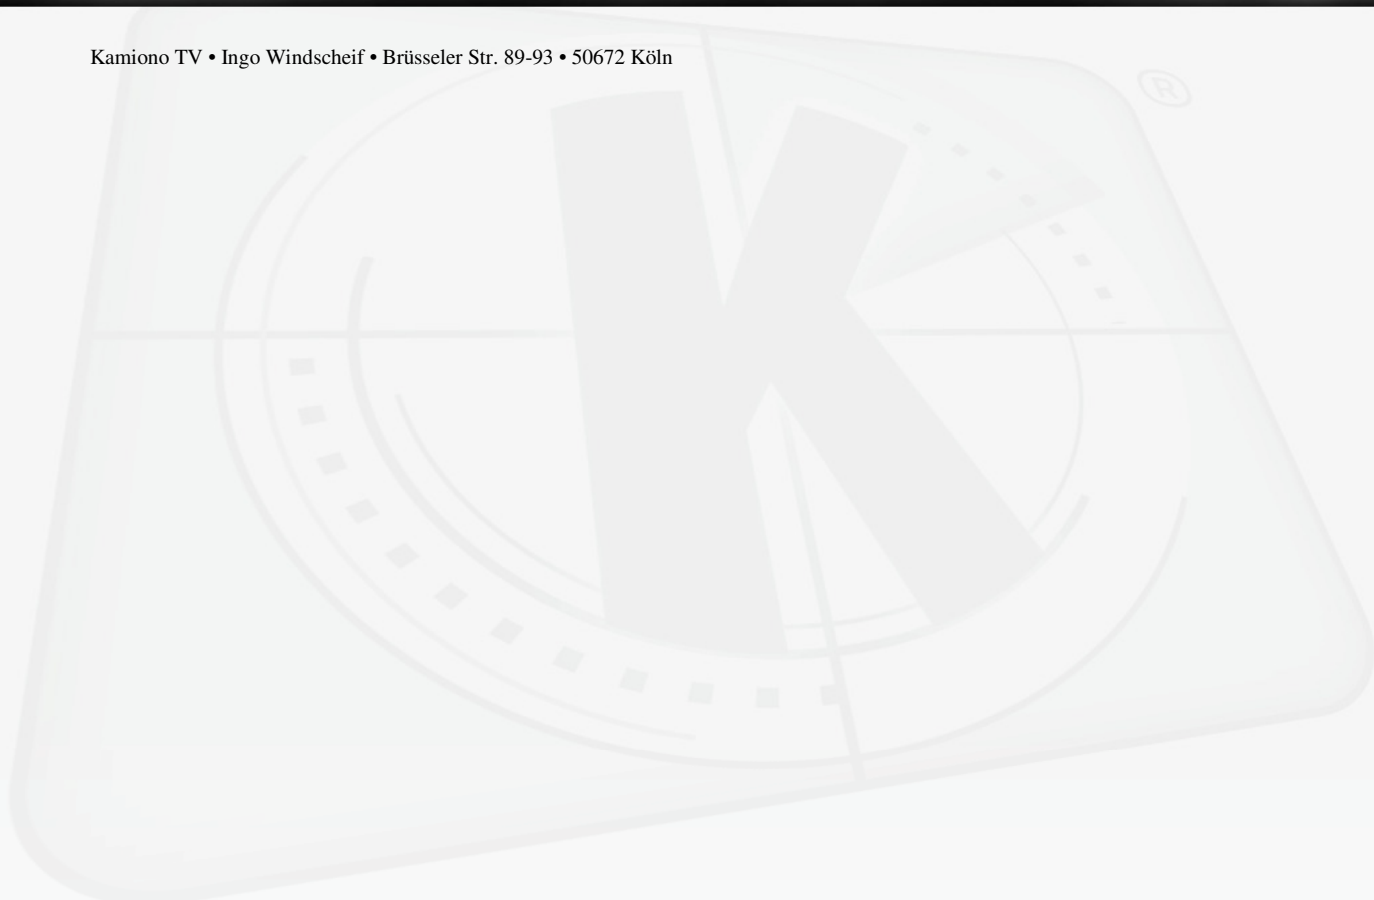 Kamiono TV • Ingo Windscheif • Brüsseler Str. 89-93 • 50672 Köln
K
®